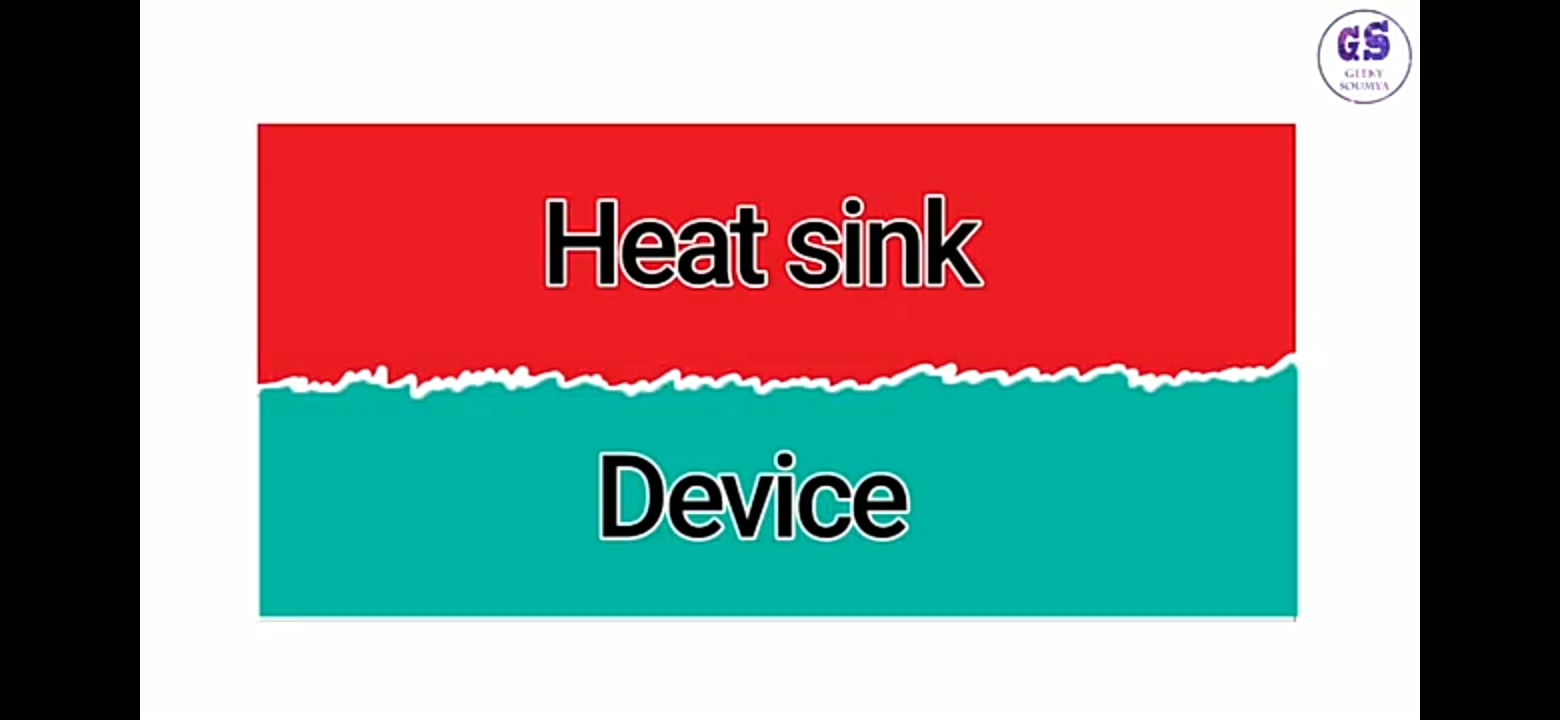 GS
GEEKY
SOUMYA
Heat sink
Device